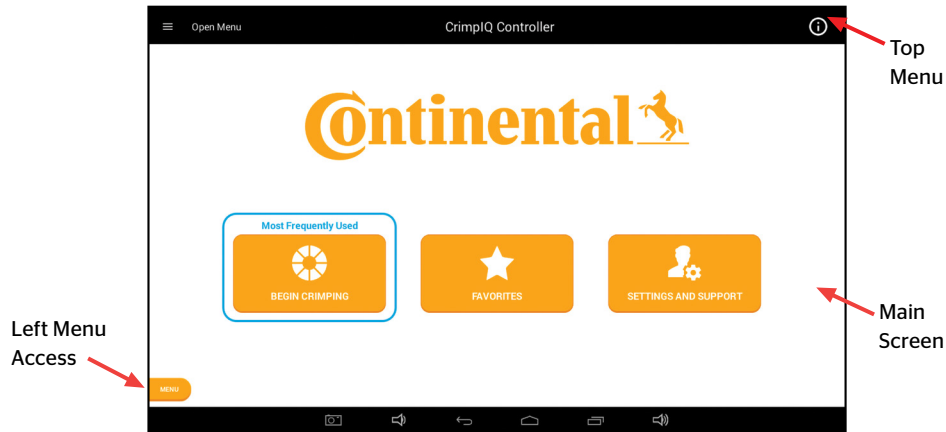 Open Menu
CrimpIQ Controller
Top
Menu
Continental
Most Frequently Used
BEGIN CRIMPING
FAVORITES
SETTINGS AND SUPPORT
Main
Screen
Left Menu
Access
MENU